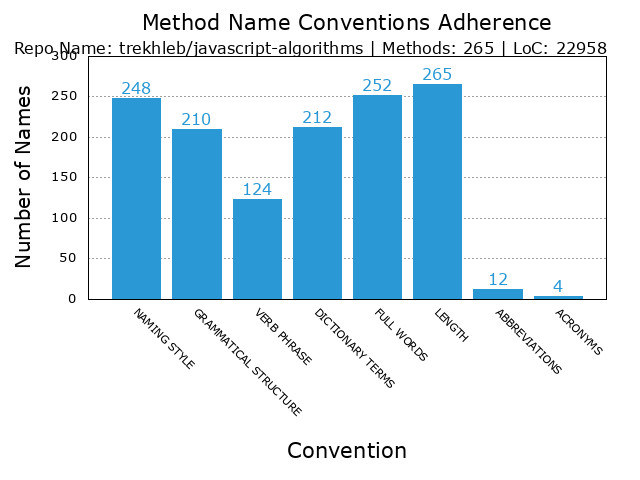 Method Name Conventions Adherence
Repo Name: trekhleb/javascript-algorithms | Methods: 265 | LoC: 22958
Number of Names
300
250
200
150
100
50
0
248
210
124
212
252
265
12
4
NAMING STYLE
GRAMMATICAL STRUCTURE
VERB PHRASE
DICTIONARY TERMS
FULL WORDS
LENGTH
ABBREVIATIONS
ACRONYMS
Convention